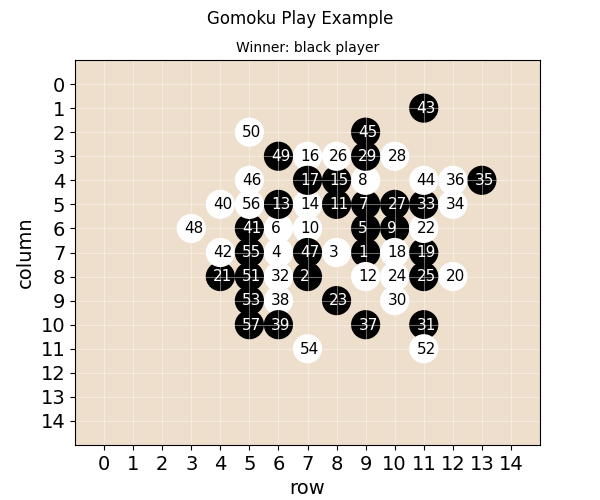 Gomoku Play Example
Winner: black player
0
1 43
2 50 45
3 49 16 26 29 28
4 46 17 15 8 44 36 35
5 40 56 13 14 11 7 27 33 34
6 48 41 6 10 5 9 22
7 42 55 4 47 3 1 18 19
8 21 51 32 2 12 24 25 20
9 53 38 23 30
10 57 39 37 31
11 54 52
12
13
14
column
0 1 2 3 4 5 6 7 8 9 10 11 12 13 14
row